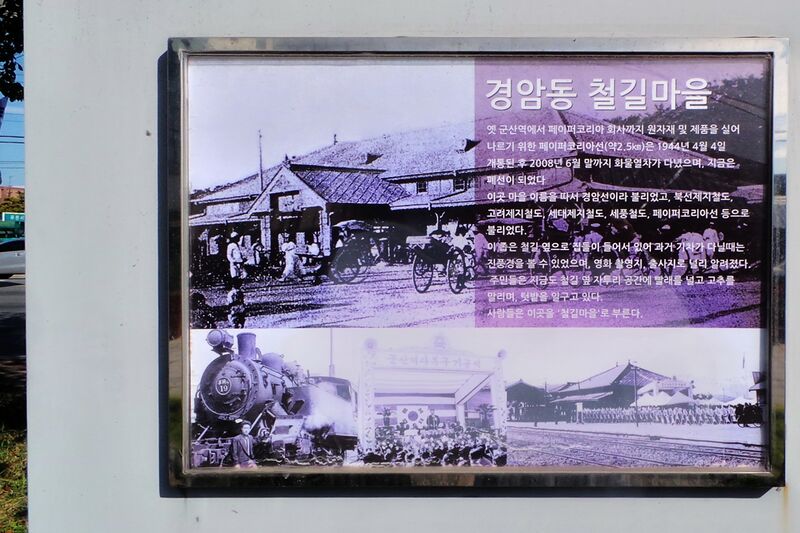 경암동 철길마을
옛 군산역에서 페이퍼코리아 회사까지 원자재 및 제품을 실어
나르기 위한 페이퍼코리아선(약2.5㎞)은 1944년 4월 4일
개통된 후 2008년 6월 말까지 화물열차가 다녔으며, 지금은
폐선이 되었다
이곳 마을 이름을 따서 경암선이라 불리었고, 북선제지철도,
고려제지철도, 세대제지철도, 세풍철도, 페이퍼코리아선 등으로
불리었다.
이 좁은 철길 옆으로 집들이 들어서 있어 과거 기차가 다닐때는
진풍경을 볼 수 있었으며, 영화 촬영지, 출사지로 널리 알려졌다.
주민들은 지금도 철길 옆 자투리 공간에 빨래를 널고 고추를
말리며, 텃밭을 일구고 있다.
사람들은 이곳을 '철길마을'로 부른다.
19